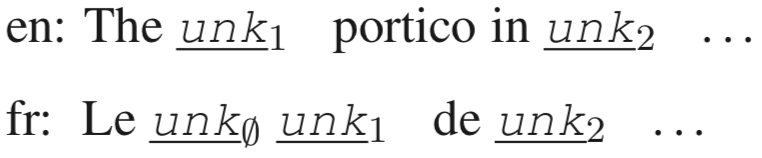 en: The unk₁ portico in unk₂ …
fr: Le unk∅ unk₁ de unk₂ …